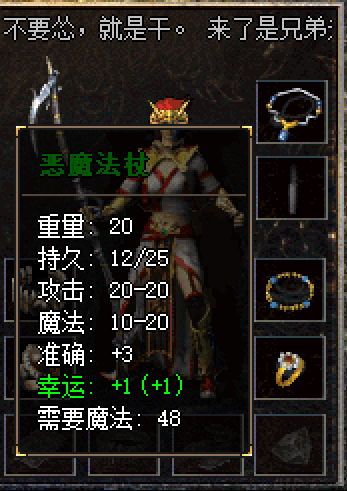 不要怂，就是干。 来了是兄弟
恶魔法杖
重量: 20
持久: 12/25
攻击: 20-20
魔法: 10-20
准确: +3
幸运: +1(+1)
需要魔法: 48